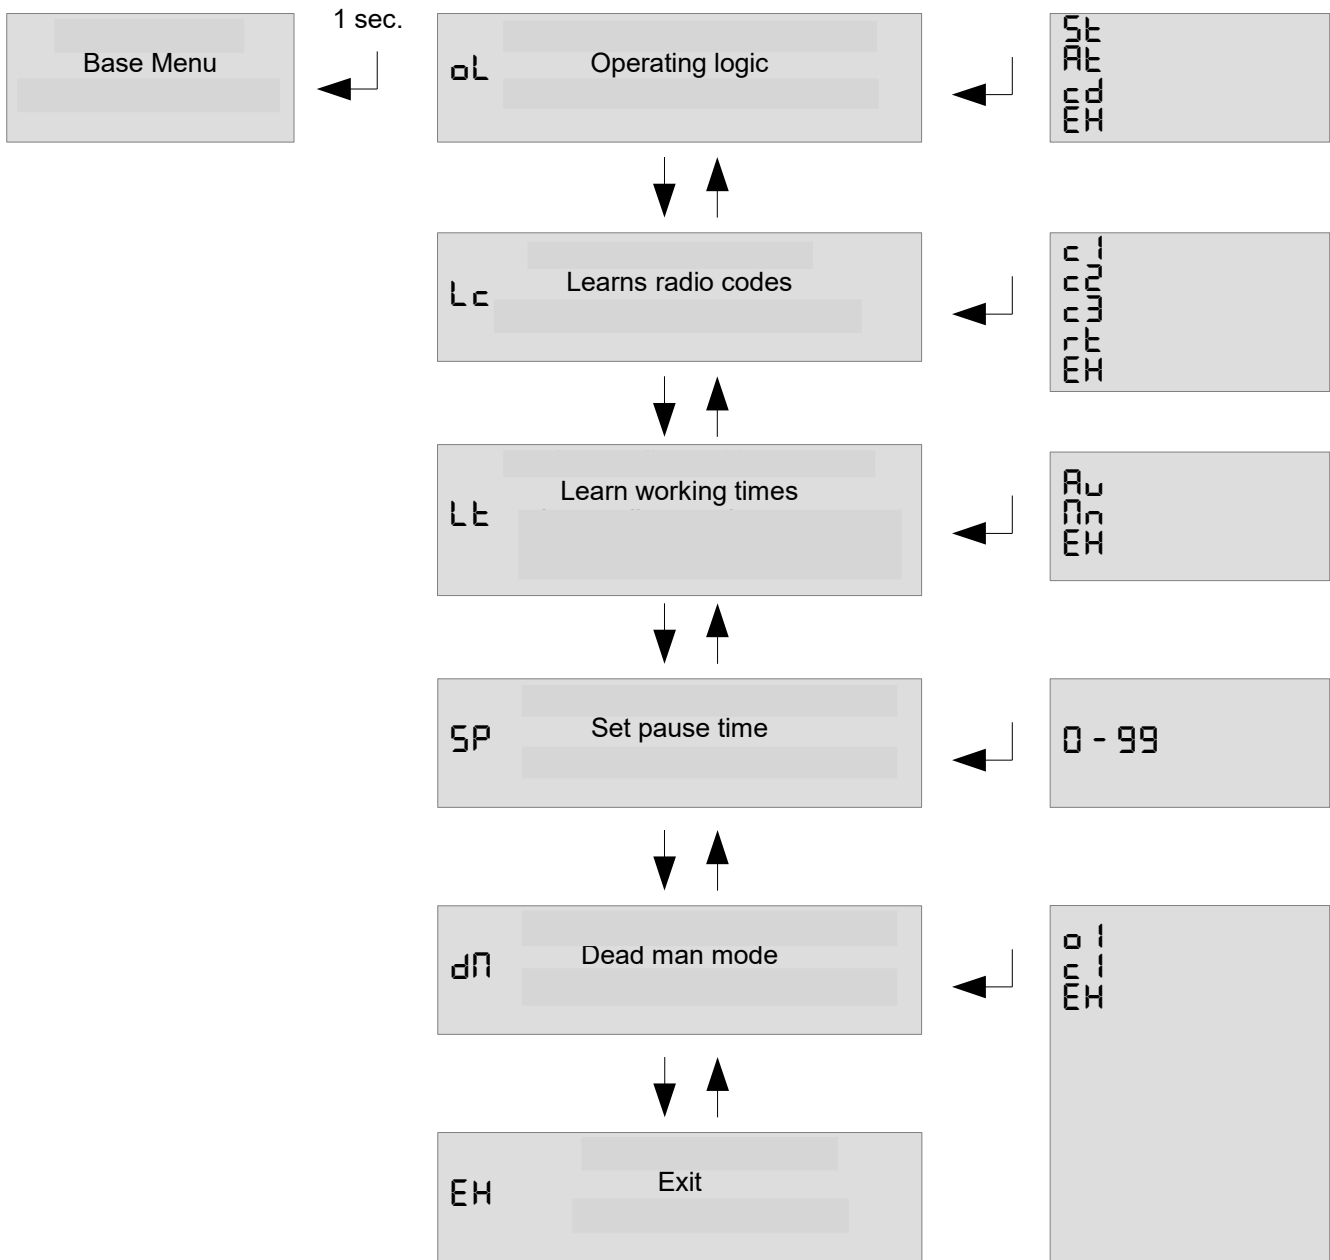 1 sec.
Base Menu
oL Operating logic
St
At
cd
EH
Lc Learns radio codes
c1
c2
c3
rt
EH
Lt Learn working times
Au
Mn
EH
SP Set pause time
0 - 99
dM Dead man mode
o1
c1
EH
EH Exit